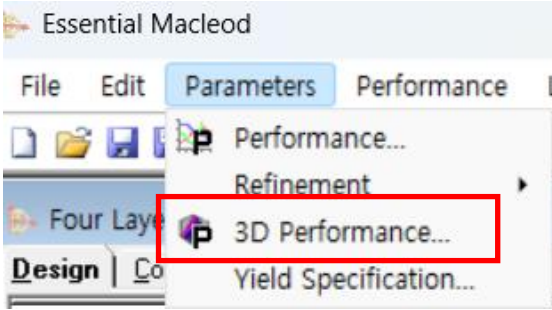 Essential Macleod
File Edit Parameters Performance
Performance...
Refinement
3D Performance...
Yield Specification...
Four Laye
Design Co